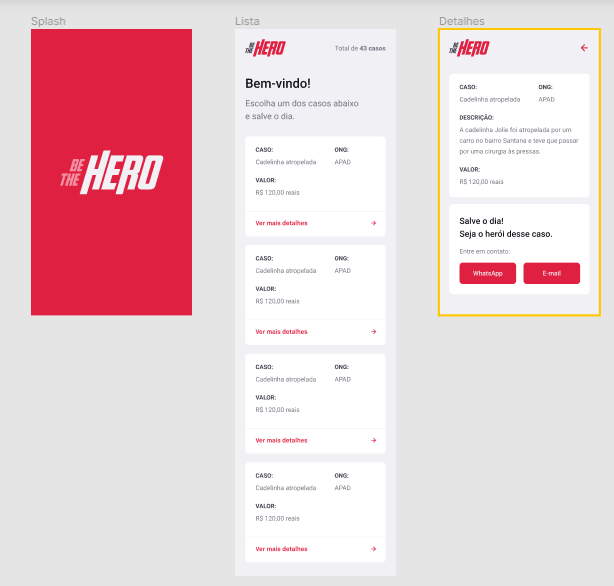 Splash
BE
THE HERO
Lista
BE
THE HERO
Total de 43 casos
Bem-vindo!
Escolha um dos casos abaixo
e salve o dia.
CASO: ONG:
Cadelinha atropelada APAD
VALOR:
R$ 120,00 reais
Ver mais detalhes →
CASO: ONG:
Cadelinha atropelada APAD
VALOR:
R$ 120,00 reais
Ver mais detalhes →
CASO: ONG:
Cadelinha atropelada APAD
VALOR:
R$ 120,00 reais
Ver mais detalhes →
CASO: ONG:
Cadelinha atropelada APAD
VALOR:
R$ 120,00 reais
Ver mais detalhes →
Detalhes
BE
THE HERO
←
CASO: ONG:
Cadelinha atropelada APAD
DESCRIÇÃO:
A cadelinha Jolie foi atropelada por um
carro no bairro Santana e teve que passar
por uma cirurgia às pressas.
VALOR:
R$ 120,00 reais
Salve o dia!
Seja o herói desse caso.
Entre em contato:
WhatsApp E-mail